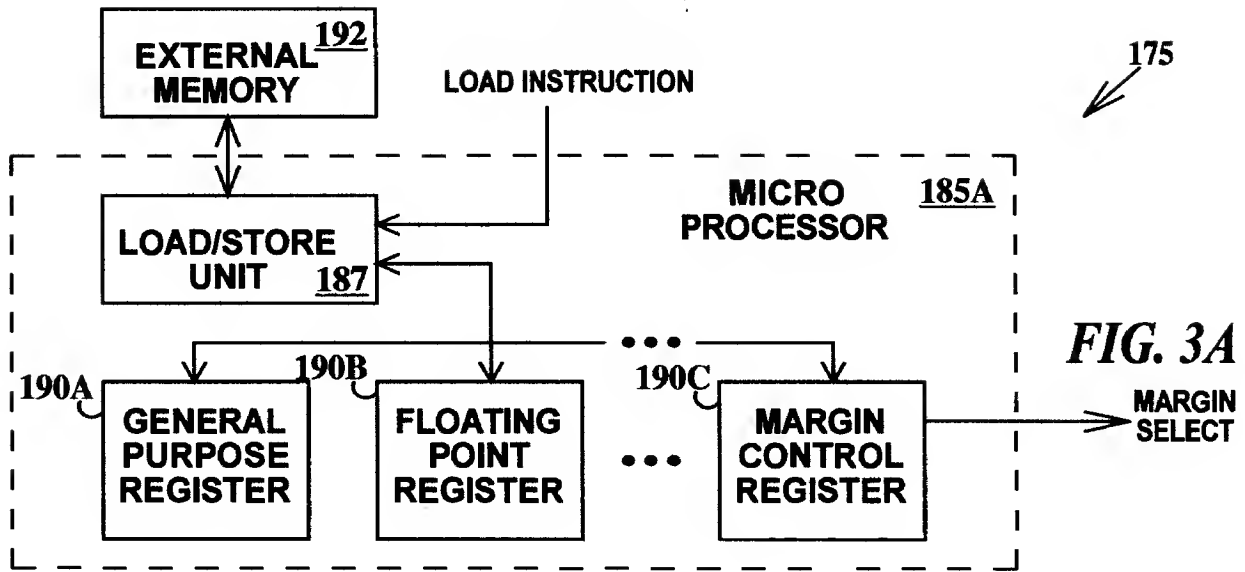 192
EXTERNAL
MEMORY
LOAD INSTRUCTION
175
MICRO
PROCESSOR
185A
LOAD/STORE
UNIT
187
FIG. 3A
190A
190B
190C
GENERAL
PURPOSE
REGISTER
FLOATING
POINT
REGISTER
MARGIN
CONTROL
REGISTER
MARGIN
SELECT